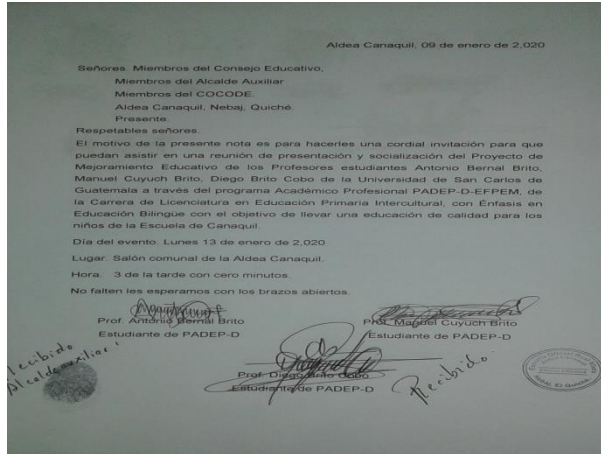 Aldea Canaquil, 09 de enero de 2,020
Señores. Miembros del Consejo Educativo,
Miembros del Alcalde Auxiliar
Miembros del COCODE.
Aldea Canaquil, Nebaj, Quiché.
Presente.
Respetables señores.
El motivo de la presente nota es para hacerles una cordial invitación para que
puedan asistir en una reunión de presentación y socialización del Proyecto de
Mejoramiento Educativo de los Profesores estudiantes Antonio Bernal Brito,
Manuel Cuyuch Brito, Diego Brito Cobo de la Universidad de San Carlos de
Guatemala a través del programa Académico Profesional PADEP-D-EFPEM, de
la Carrera de Licenciatura en Educación Primaria Intercultural, con Énfasis en
Educación Bilingüe con el objetivo de llevar una educación de calidad para los
niños de la Escuela de Canaquil.
Día del evento. Lunes 13 de enero de 2,020
Lugar. Salón comunal de la Aldea Canaquil.
Hora. 3 de la tarde con cero minutos.
No falten les esperamos con los brazos abiertos.
Prof. Antonio Bernal Brito
Prof. Manuel Cuyuch Brito
Estudiante de PADEP-D
Estudiante de PADEP-D
Prof. Diego Brito Cobo
Estudiante de PADEP-D
recibido
Alcalde auxiliar
Recibido.